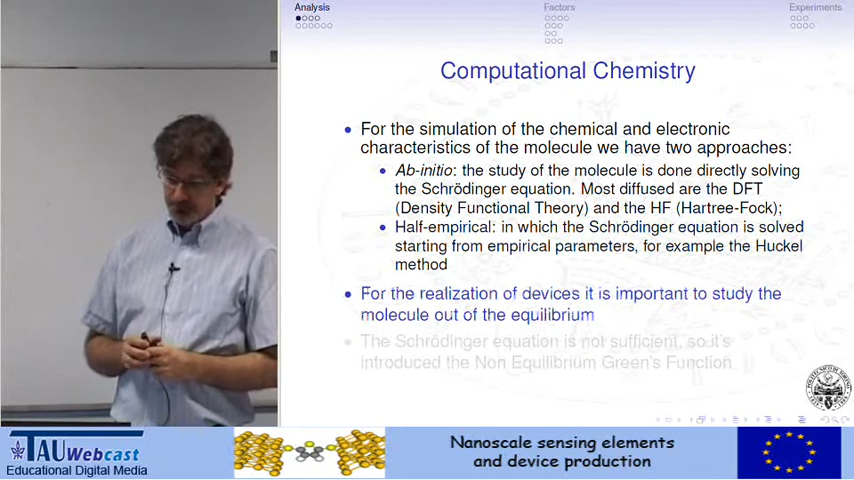 Analysis
Factors
Experiments
Computational Chemistry
For the simulation of the chemical and electronic
characteristics of the molecule we have two approaches:
Ab-initio: the study of the molecule is done directly solving
the Schrödinger equation. Most diffused are the DFT
(Density Functional Theory) and the HF (Hartree-Fock);
Half-empirical: in which the Schrödinger equation is solved
starting from empirical parameters, for example the Huckel
method
For the realization of devices it is important to study the
molecule out of the equilibrium
The Schrödinger equation is not sufficient, so it's
introduced the Non Equilibrium Green's Function
TAU Webcast
Educational Digital Media
Nanoscale sensing elements
and device production